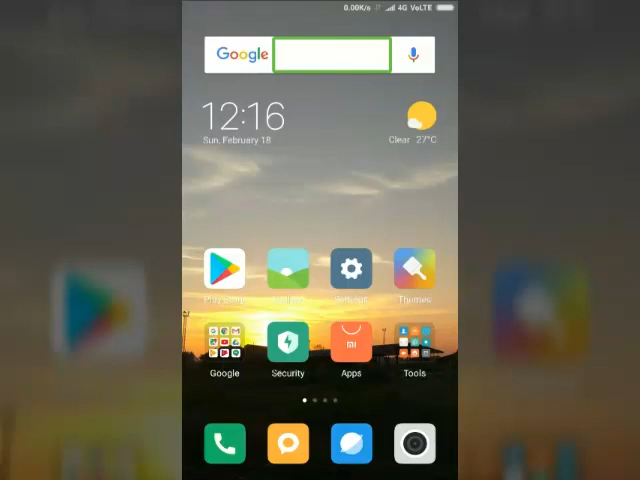 0.00K/s 4G VoLTE
Google
12:16
Sun, February 18
Clear 27°C
Play Store Settings Themes
Google Security Apps Tools
MI